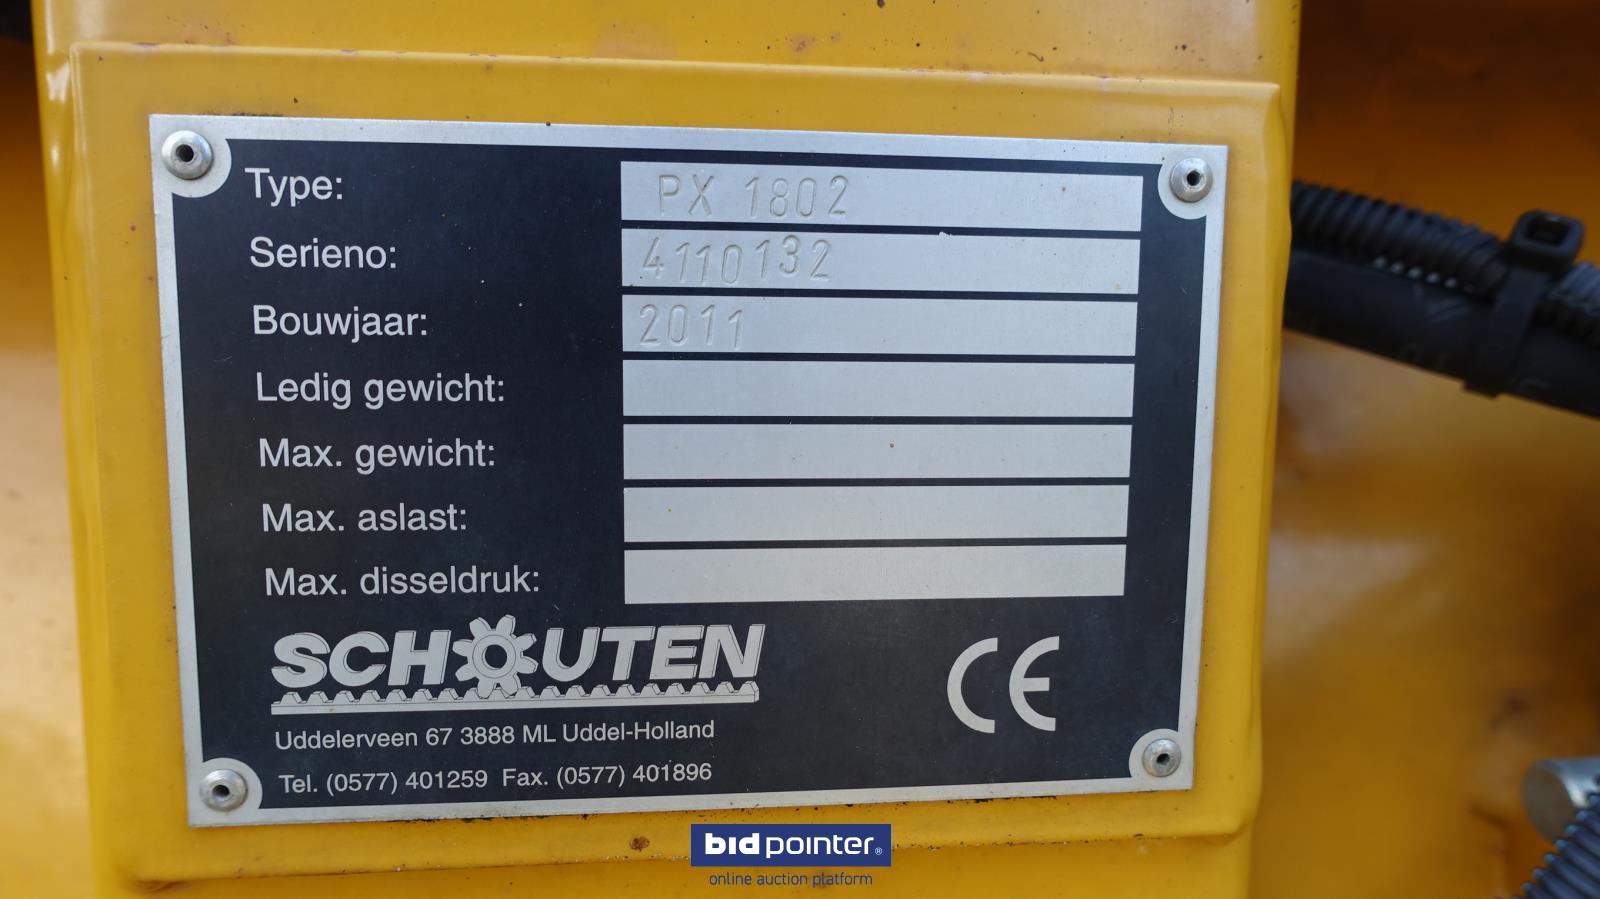 Type: PX 1802
Serieno: 4110132
Bouwjaar: 2011
Ledig gewicht:
Max. gewicht:
Max. aslast:
Max. disseldruk:
SCHOUTEN
CE
Uddelerveen 67 3888 ML Uddel-Holland
Tel. (0577) 401259 Fax. (0577) 401896
bidpointer®
online auction platform